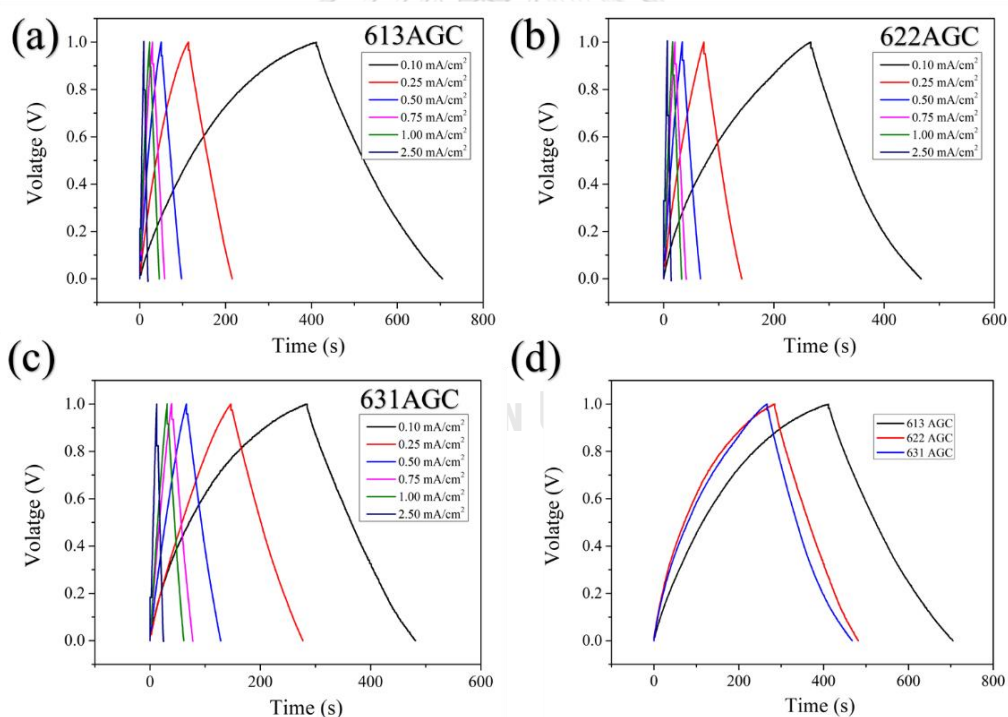 (a)
613AGC
0.10 mA/cm²
0.25 mA/cm²
0.50 mA/cm²
0.75 mA/cm²
1.00 mA/cm²
2.50 mA/cm²
1.0
0.8
0.6
0.4
0.2
0.0
Volatge (V)
0 200 400 600 800
Time (s)
(b)
622AGC
0.10 mA/cm²
0.25 mA/cm²
0.50 mA/cm²
0.75 mA/cm²
1.00 mA/cm²
2.50 mA/cm²
1.0
0.8
0.6
0.4
0.2
0.0
Volatge (V)
0 200 400 600
Time (s)
(c)
631AGC
0.10 mA/cm²
0.25 mA/cm²
0.50 mA/cm²
0.75 mA/cm²
1.00 mA/cm²
2.50 mA/cm²
1.0
0.8
0.6
0.4
0.2
0.0
Volatge (V)
0 200 400 600
Time (s)
(d)
613 AGC
622 AGC
631 AGC
1.0
0.8
0.6
0.4
0.2
0.0
Volatge (V)
0 200 400 600 800
Time (s)